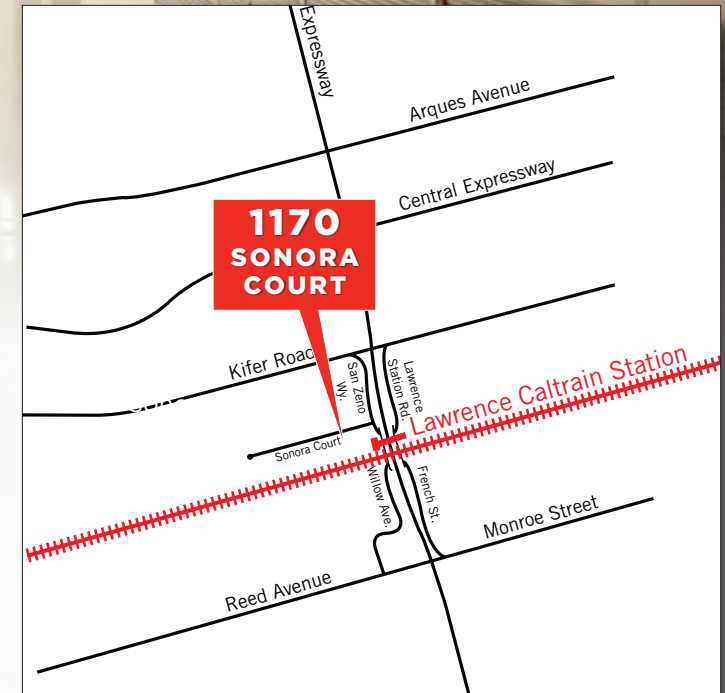 Expressway
Arques Avenue
Central Expressway
1170
SONORA
COURT
Kifer Road
San Zeno
Wy.
Lawrence
Station Rd.
Lawrence Caltrain Station
Sonora Court
Willow Ave.
French St.
Monroe Street
Reed Avenue